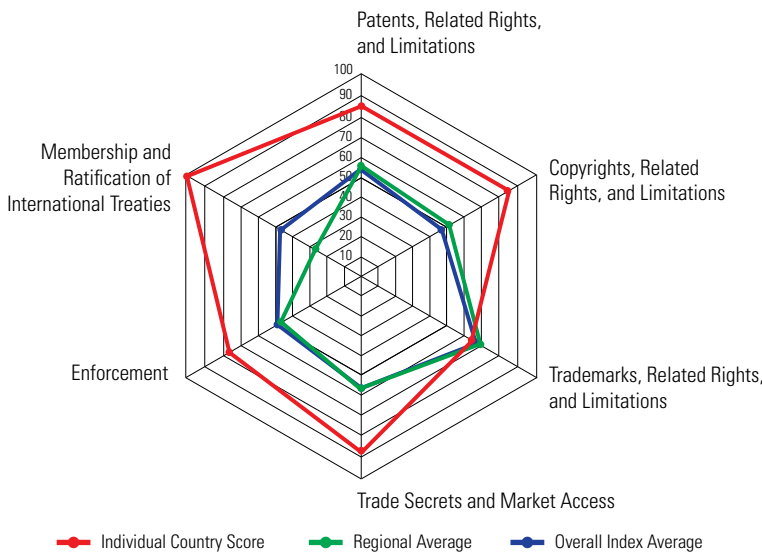 Patents, Related Rights,
and Limitations
100
90
80
70
60
50
40
30
20
10
Membership and
Ratification of
International Treaties
Copyrights, Related
Rights, and Limitations
Enforcement
Trademarks, Related Rights,
and Limitations
Trade Secrets and Market Access
Individual Country Score
Regional Average
Overall Index Average